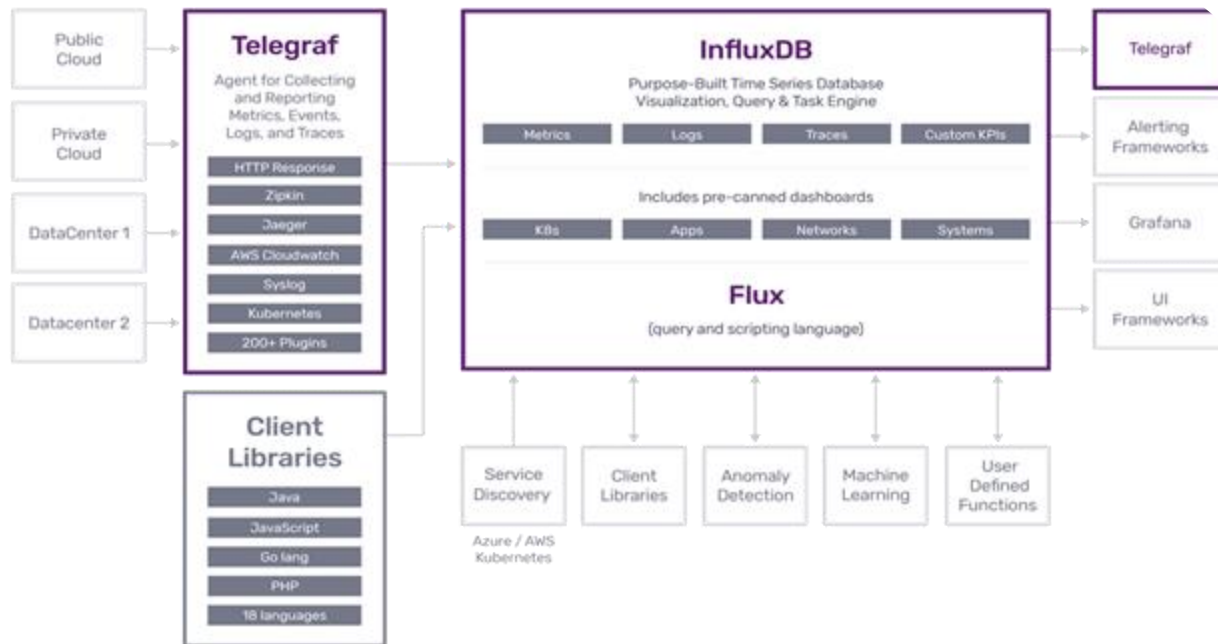 Public
Cloud
Private
Cloud
DataCenter 1
Datacenter 2
Telegraf
Agent for Collecting
and Reporting
Metrics, Events,
Logs, and Traces
HTTP Response
Zipkin
Jaeger
AWS Cloudwatch
Syslog
Kubernetes
200+ Plugins
Client
Libraries
Java
JavaScript
Go lang
PHP
18 languages
InfluxDB
Purpose-Built Time Series Database
Visualization, Query & Task Engine
Metrics Logs Traces Custom KPIs
Includes pre-canned dashboards
K8s Apps Networks Systems
Flux
(query and scripting language)
Service
Discovery
Azure / AWS
Kubernetes
Client
Libraries
Anomaly
Detection
Machine
Learning
User
Defined
Functions
Telegraf
Alerting
Frameworks
Grafana
UI
Frameworks